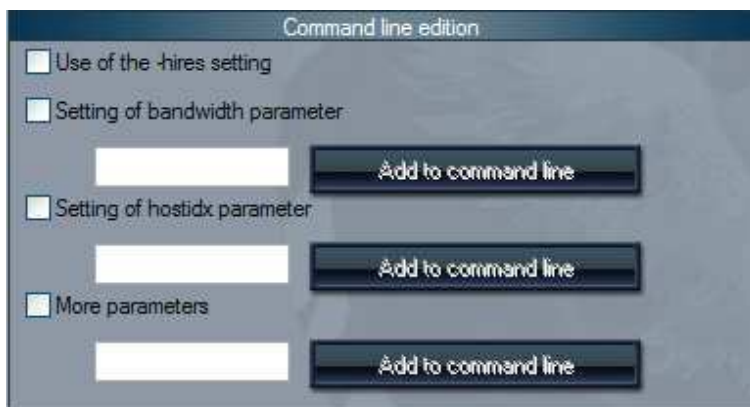 Command line edition
Use of the -hires setting
Setting of bandwidth parameter
Add to command line
Setting of hostidx parameter
Add to command line
More parameters
Add to command line